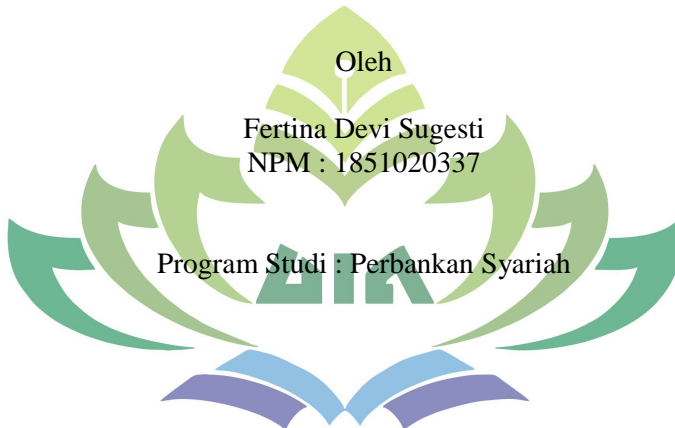 Oleh
Fertina Devi Sugesti
NPM : 1851020337
Program Studi : Perbankan Syariah